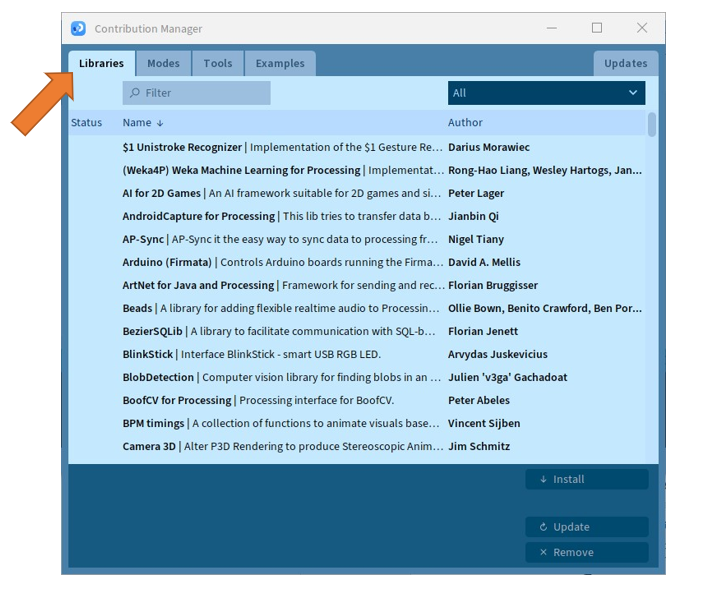 Contribution Manager
Libraries Modes Tools Examples Updates
Filter All
Status Name Author
$1 Unistroke Recognizer | Implementation of the $1 Gesture Re... Darius Morawiec
(Weka4P) Weka Machine Learning for Processing | Implementat... Rong-Hao Liang, Wesley Hartogs, Jan...
AI for 2D Games | An AI framework suitable for 2D games and si... Peter Lager
AndroidCapture for Processing | This lib tries to transfer data b... Jianbin Qi
AP-Sync | AP-Sync it the easy way to sync data to processing fr... Nigel Tiany
Arduino (Firmata) | Controls Arduino boards running the Firma... David A. Mellis
ArtNet for Java and Processing | Framework for sending and rec... Florian Bruggisser
Beads | A library for adding flexible realtime audio to Processin... Ollie Bown, Benito Crawford, Ben Por...
BezierSQLib | A library to facilitate communication with SQL-b... Florian Jenett
BlinkStick | Interface BlinkStick - smart USB RGB LED. Arvydas Juskevicius
BlobDetection | Computer vision library for finding blobs in an ... Julien 'v3ga' Gachadoat
BoofCV for Processing | Processing interface for BoofCV. Peter Abeles
BPM timings | A collection of functions to animate visuals base... Vincent Sijben
Camera 3D | Alter P3D Rendering to produce Stereoscopic Anim... Jim Schmitz
Install
Update
Remove